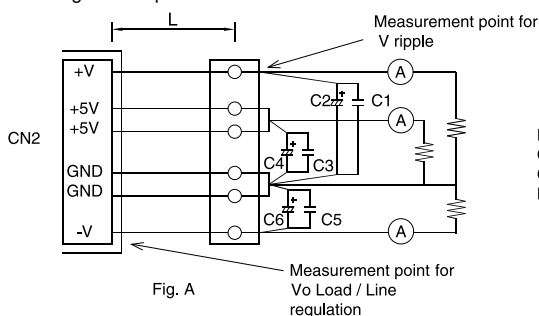 L
Measurement point for
V ripple
CN2
+V
+5V
+5V
GND
GND
-V
A
A
A
C2
+
C1
C4
+
C3
C6
+
C5
Fig. A
Measurement point for
Vo Load / Line
regulation